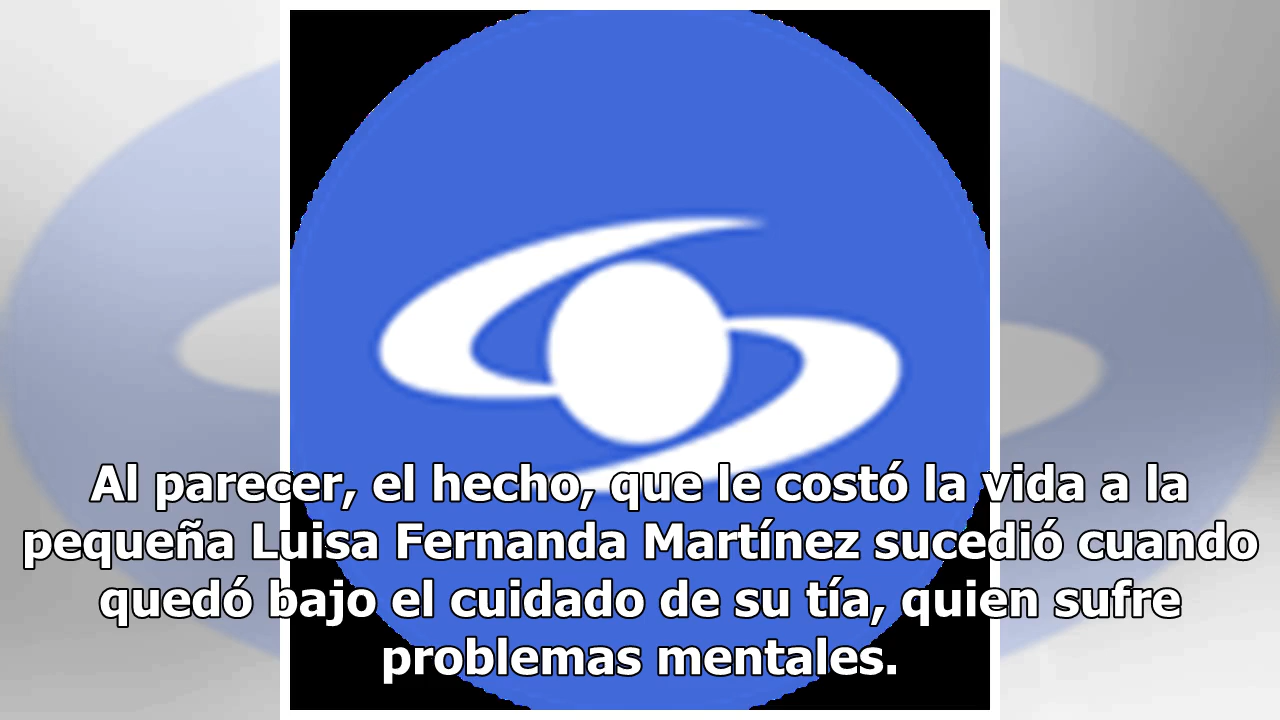 Al parecer, el hecho, que le costó la vida a la
pequeña Luisa Fernanda Martínez sucedió cuando
quedó bajo el cuidado de su tía, quien sufre
problemas mentales.